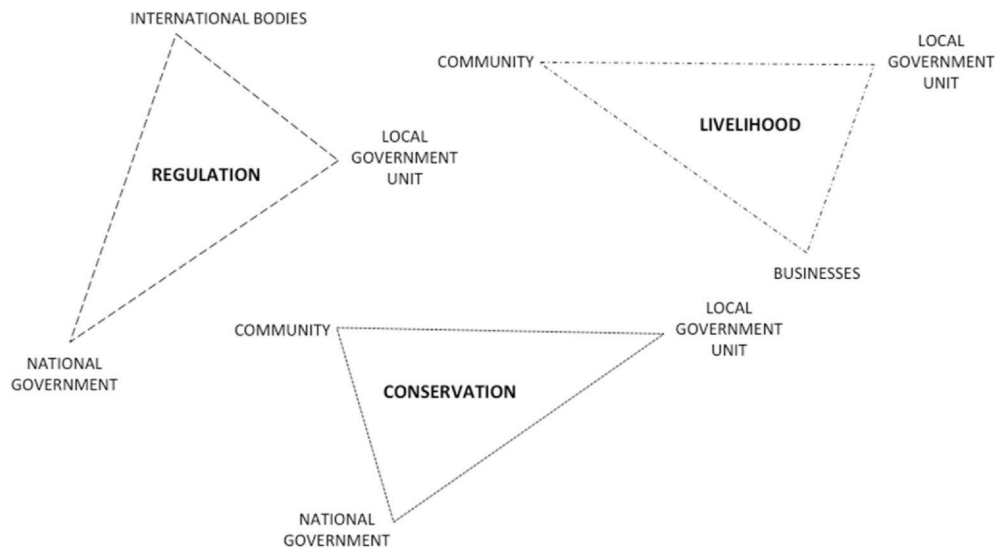 INTERNATIONAL BODIES
LOCAL
GOVERNMENT
UNIT
REGULATION
NATIONAL
GOVERNMENT
COMMUNITY
LOCAL
GOVERNMENT
UNIT
LIVELIHOOD
BUSINESSES
COMMUNITY
LOCAL
GOVERNMENT
UNIT
CONSERVATION
NATIONAL
GOVERNMENT